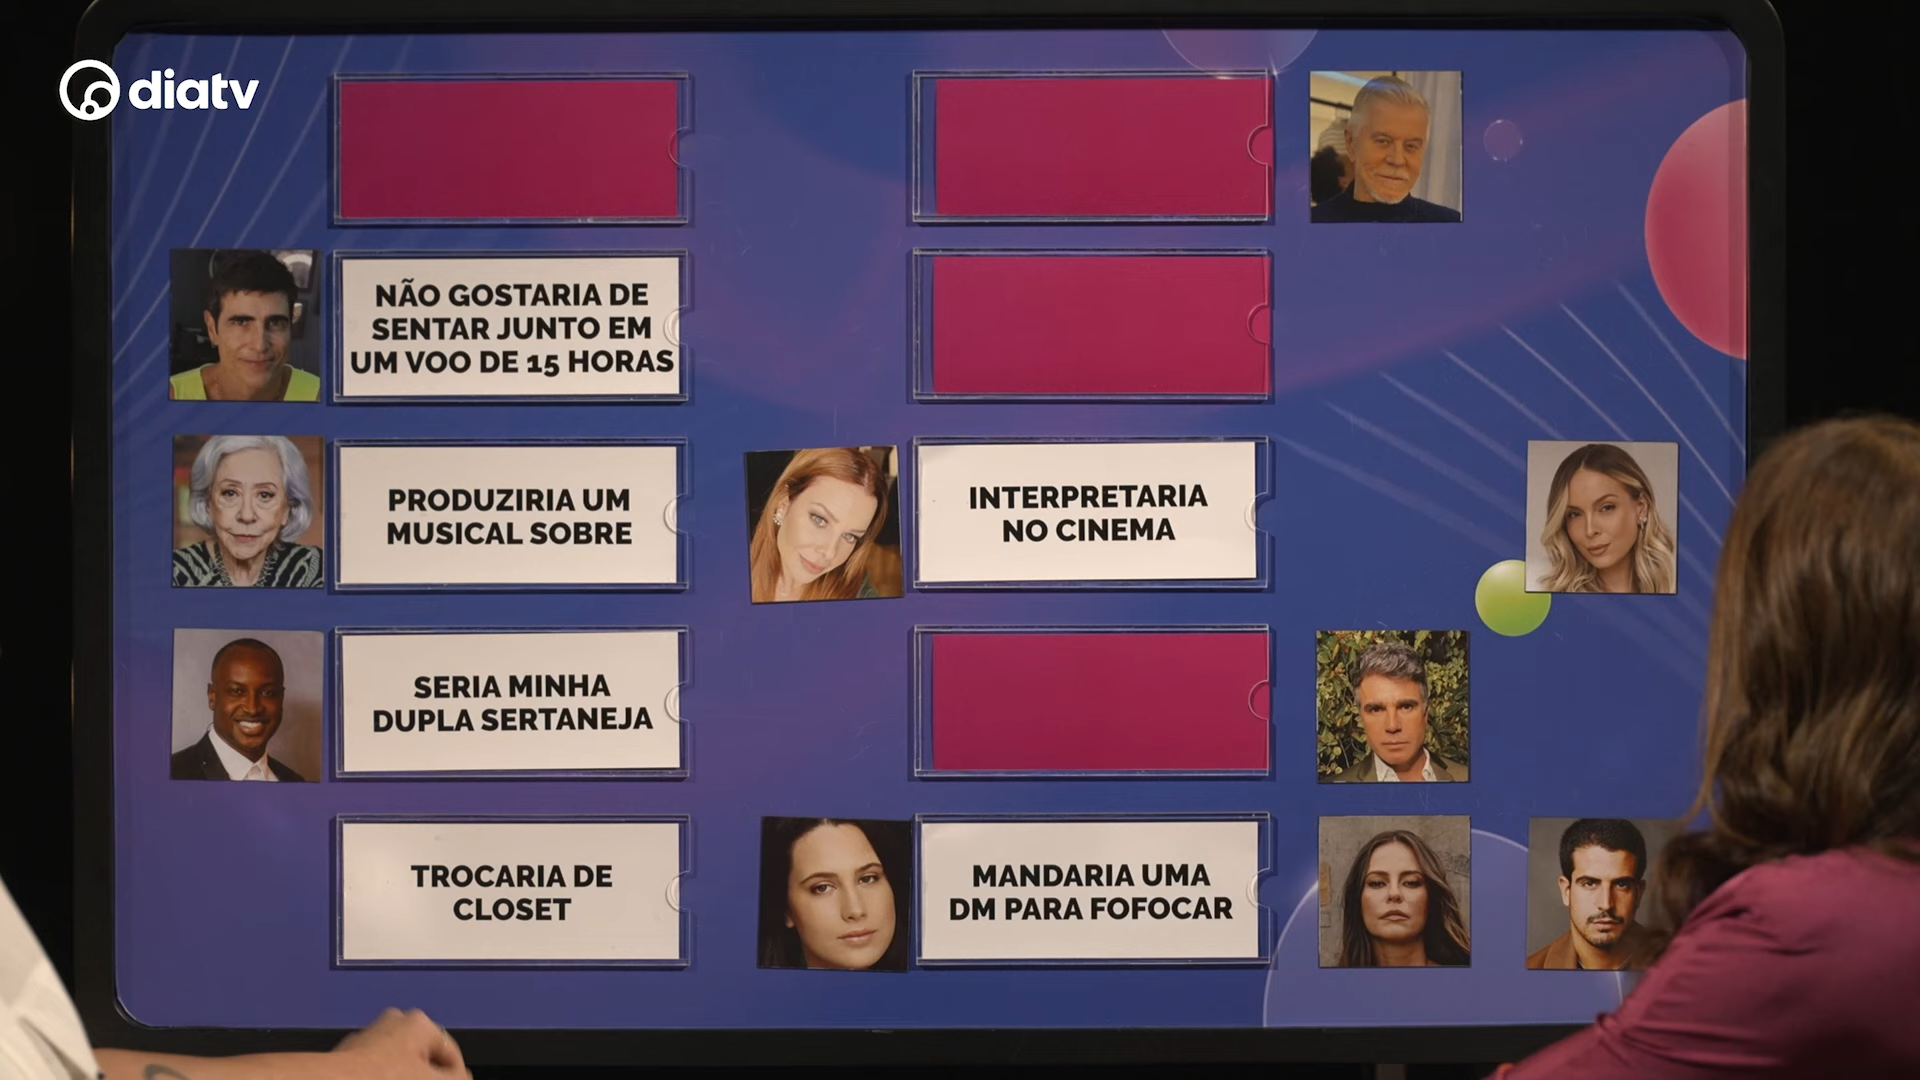 diatv
NÃO GOSTARIA DE
SENTAR JUNTO EM
UM VOO DE 15 HORAS
PRODUZIRIA UM
MUSICAL SOBRE
INTERPRETARIA
NO CINEMA
SERIA MINHA
DUPLA SERTANEJA
TROCARIA DE
CLOSET
MANDARIA UMA
DM PARA FOFOCAR